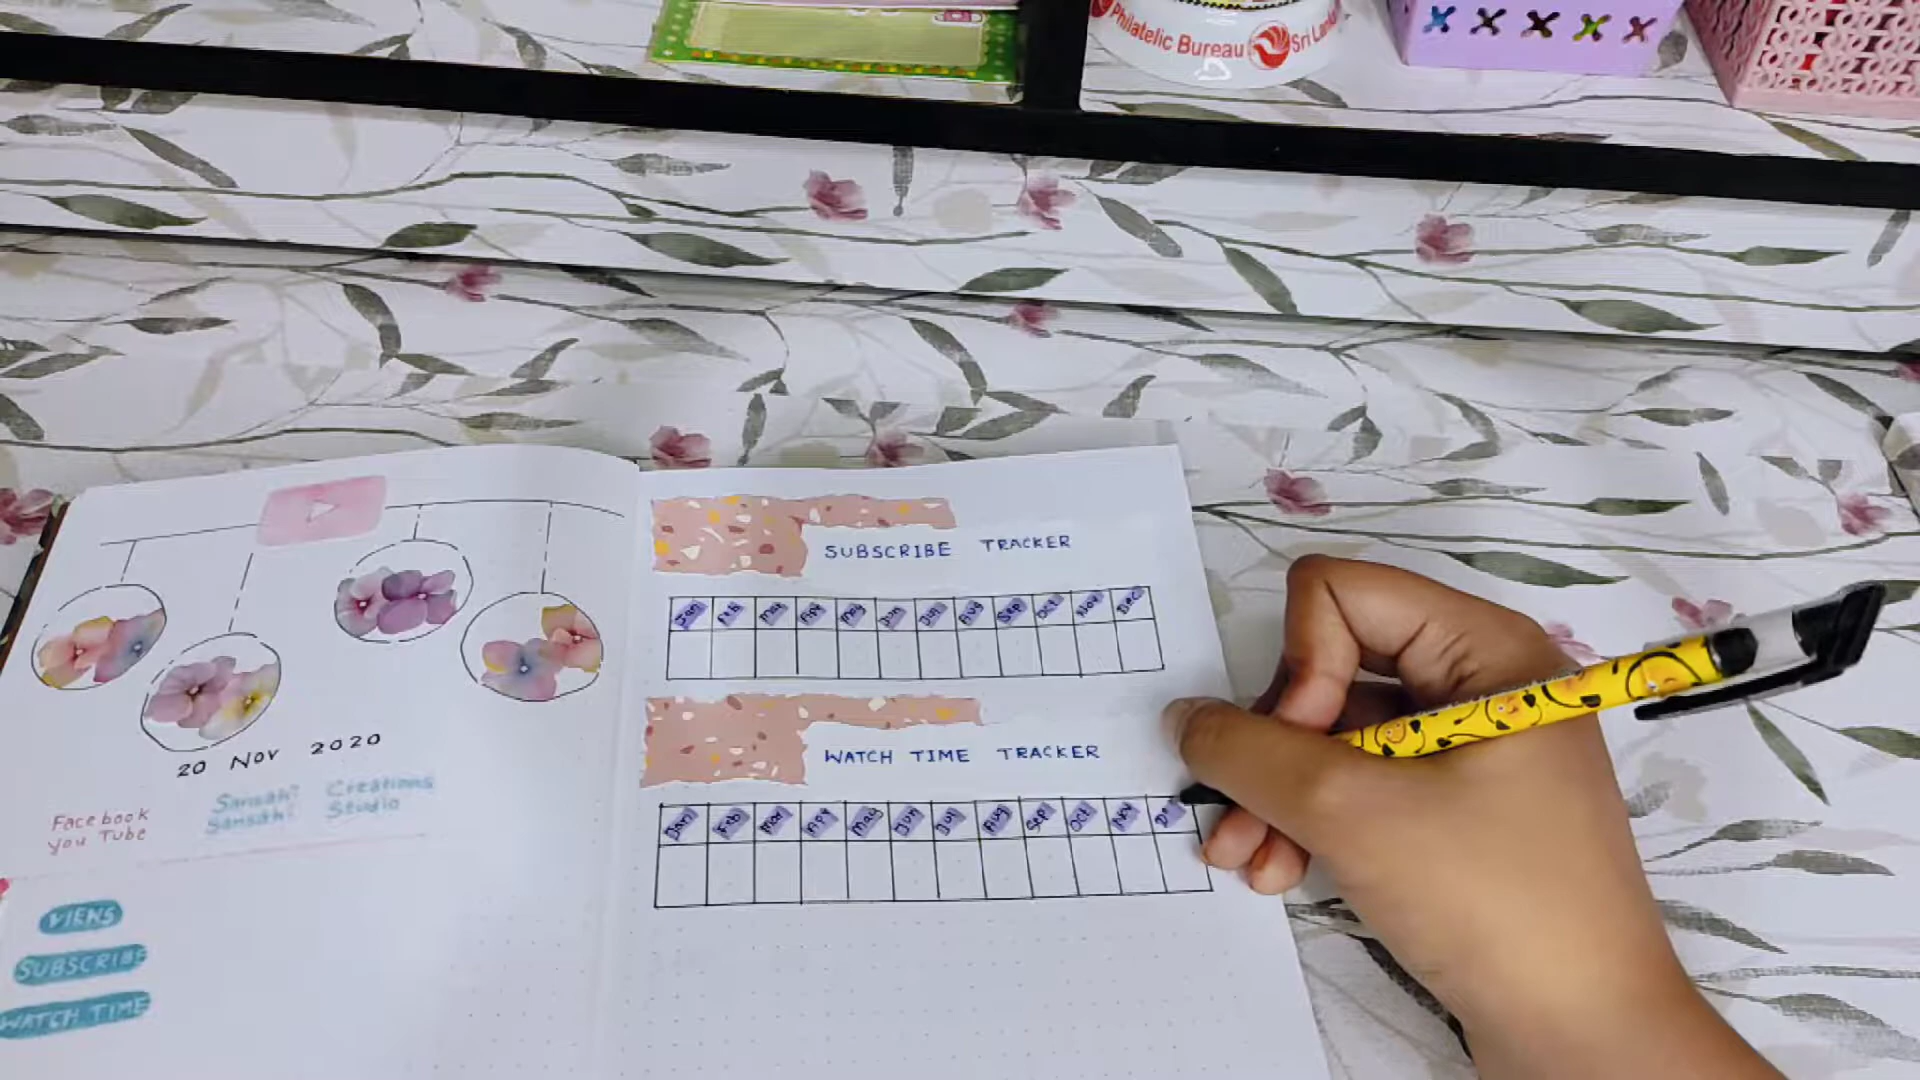 Philatelic Bureau Sri Lanka
20 Nov 2020
Facebook
you Tube
Creations
Studio
VIEWS
SUBSCRIBE
WATCH TIME
SUBSCRIBE TRACKER
Jan Feb Mar Apr May Jun Jul Aug Sep Oct Nov Dec
WATCH TIME TRACKER
Jan Feb Mar Apr May Jun Jul Aug Sep Oct Nov De